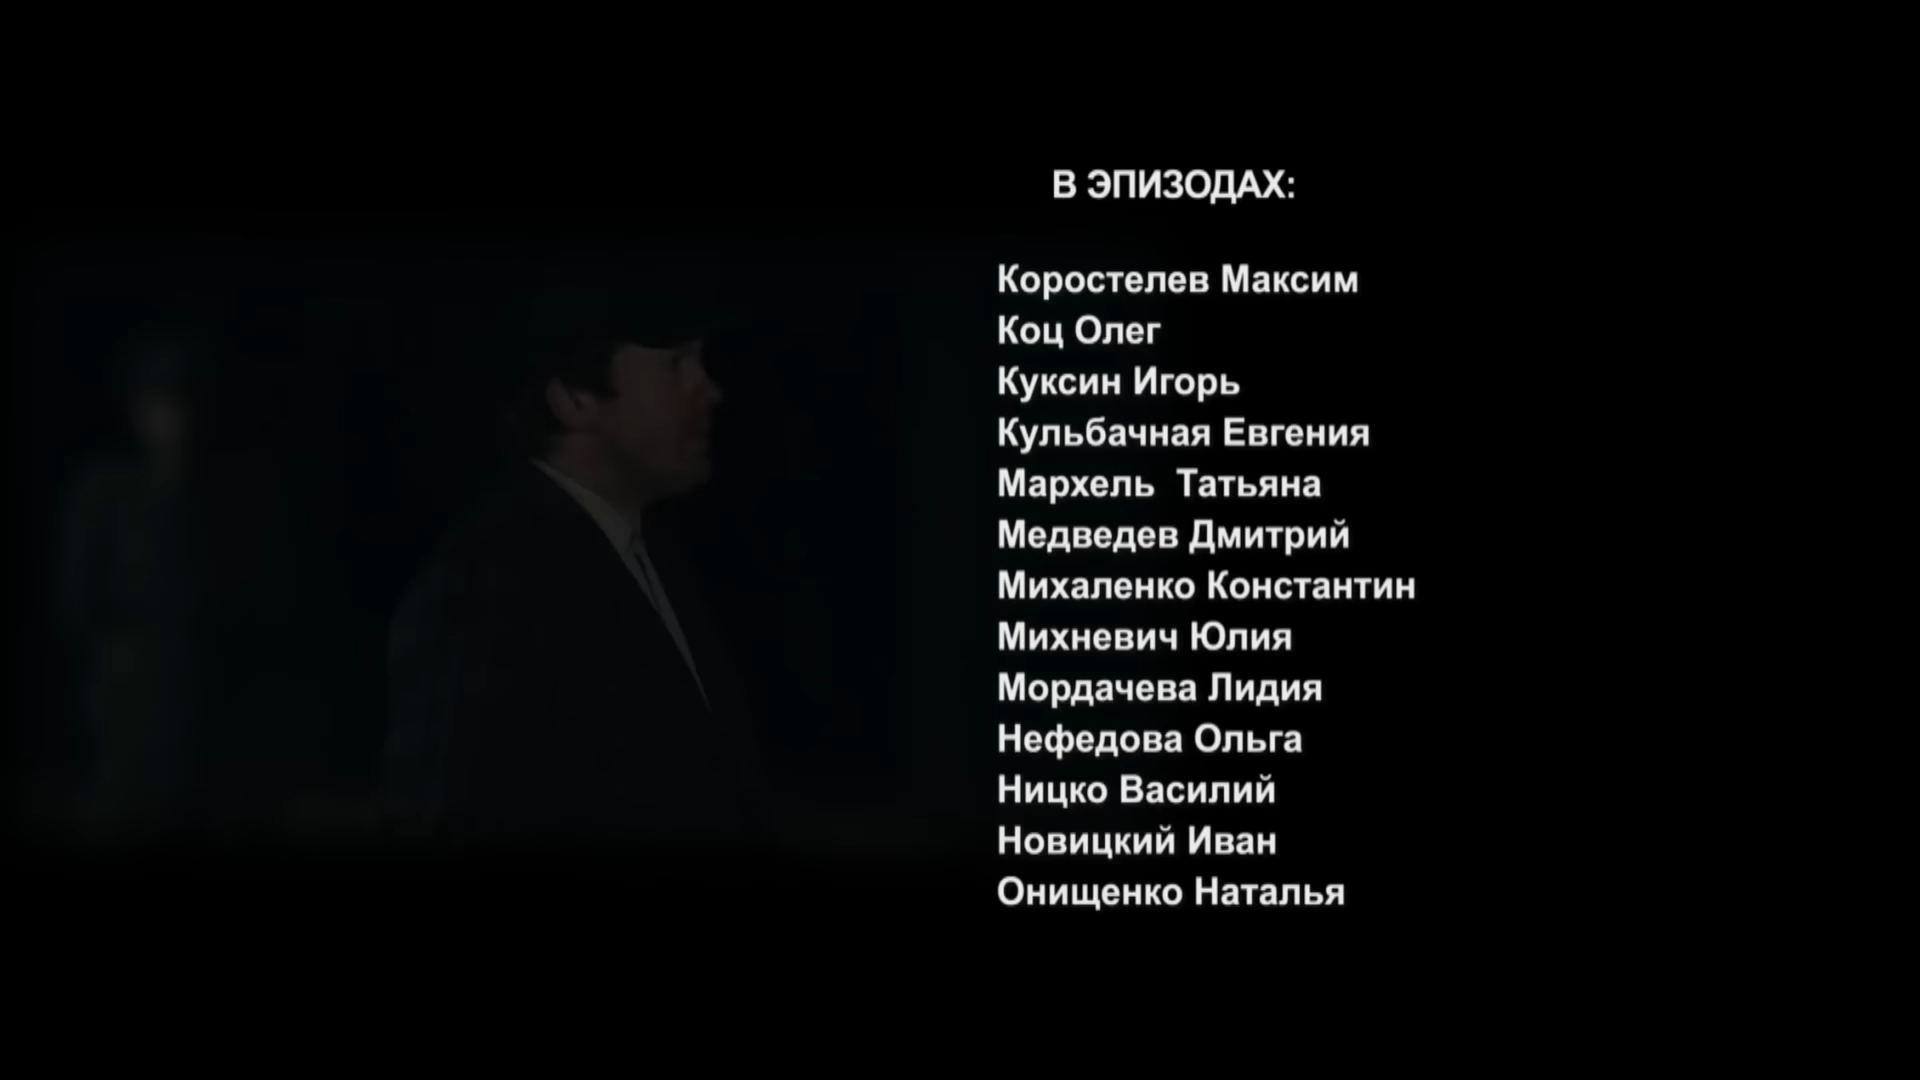 В ЭПИЗОДАХ:
Коростелев Максим
Коц Олег
Куксин Игорь
Кульбачная Евгения
Мархель Татьяна
Медведев Дмитрий
Михаленко Константин
Михневич Юлия
Мордачева Лидия
Нефедова Ольга
Ницко Василий
Новицкий Иван
Онищенко Наталья